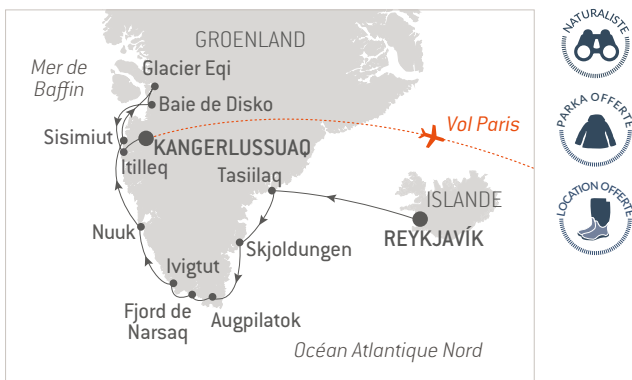 GROENLAND
Mer de
Baffin
Glacier Eqi
Baie de Disko
Sisimiut
Itilleq
KANGERLUSSUAQ
Vol Paris
Tasiilaq
ISLANDE
REYKJAVÍK
Nuuk
Skjoldungen
Ivigtut
Fjord de
Narsaq
Augpilatok
Océan Atlantique Nord
NATURALISTE
PARKA OFFERTE
LOCATION OFFERTE